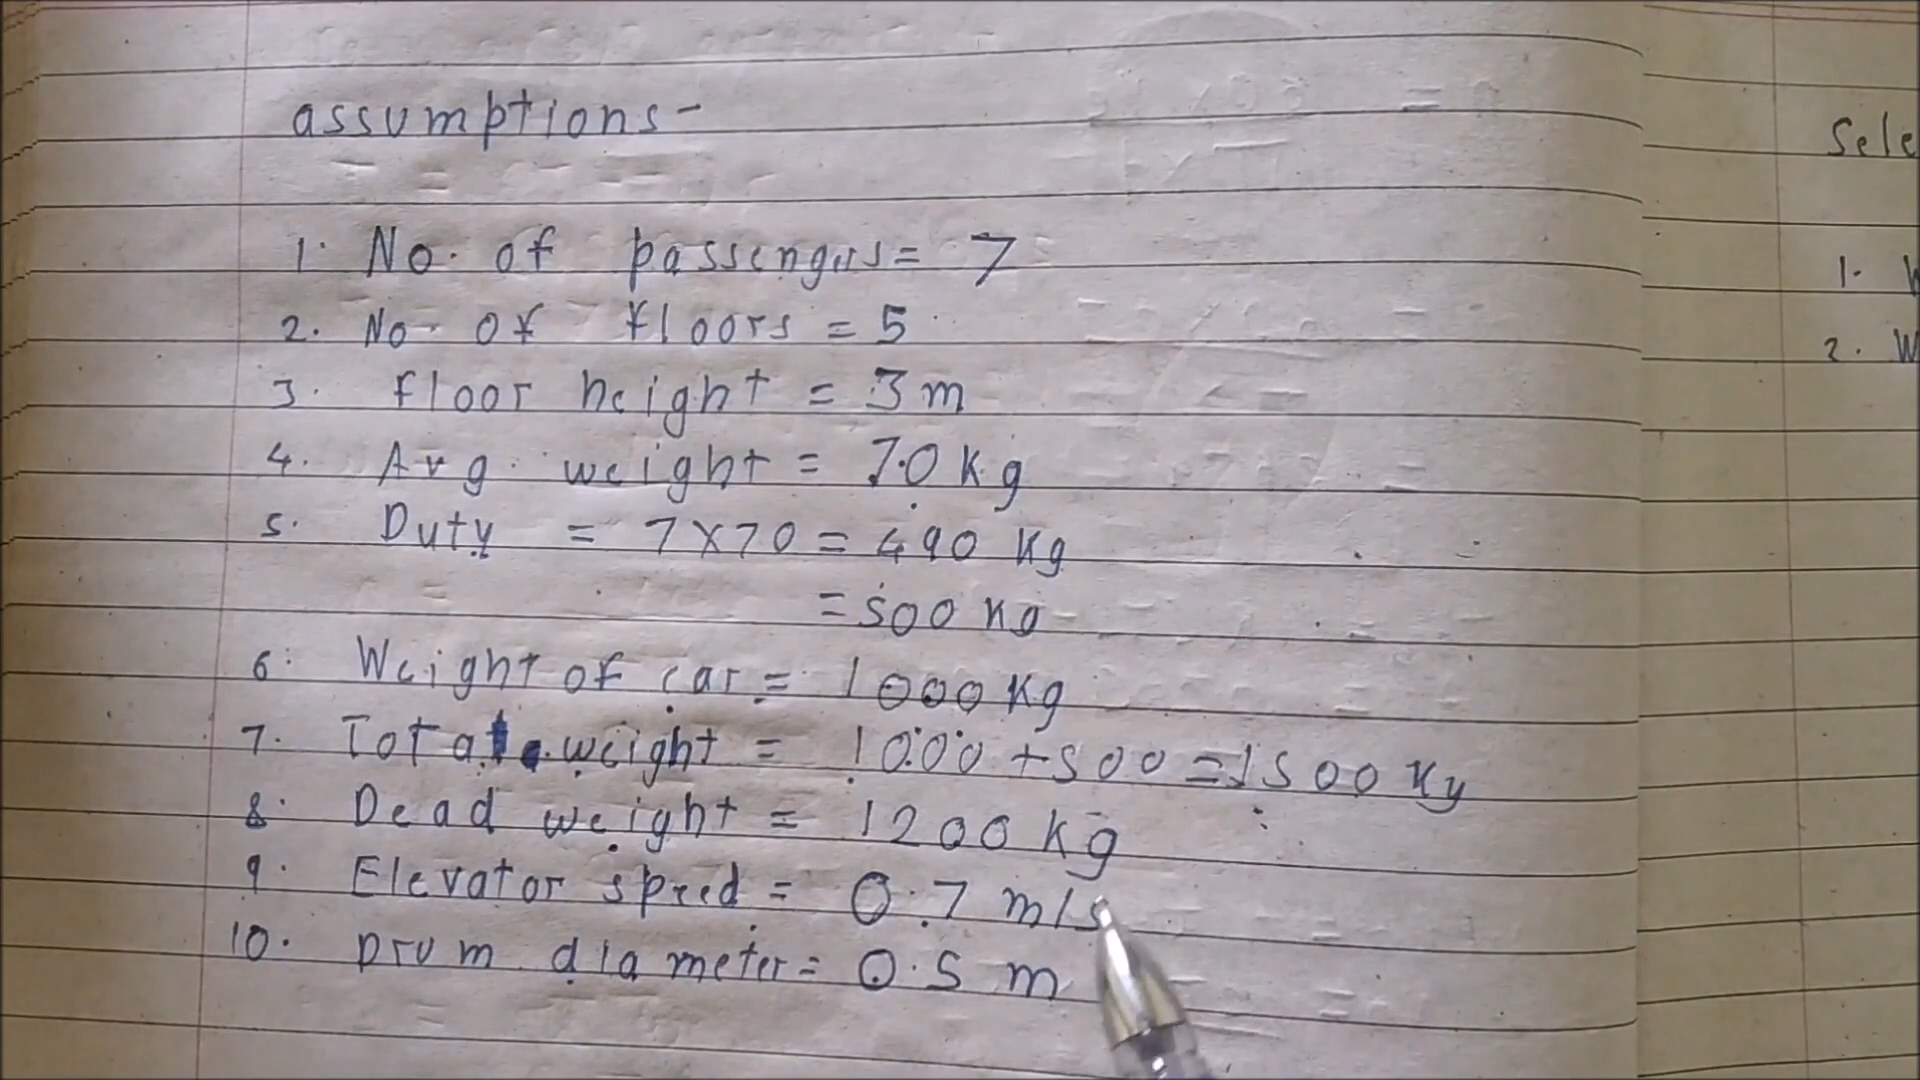 assumptions-
1. No. of passengers = 7
2. No. of floors = 5
3. floor height = 3m
4. Avg. weight = 70 kg
5. Duty = 7x70 = 490 kg
= 500 kg
6. Weight of car = 1000 kg
7. Total weight = 1000 + 500 = 1500 kg
8. Dead weight = 1200 kg
9. Elevator speed = 0.7 m/s
10. Drum diameter = 0.5 m
Sele
1. W
2. W